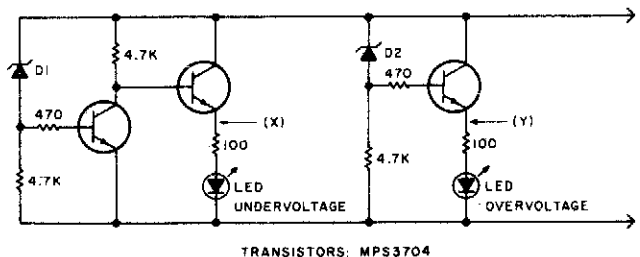 D1
4.7K
470
4.7K
(X)
100
LED
UNDERVOLTAGE
D2
470
4.7K
(Y)
100
LED
OVERVOLTAGE
TRANSISTORS: MPS3704